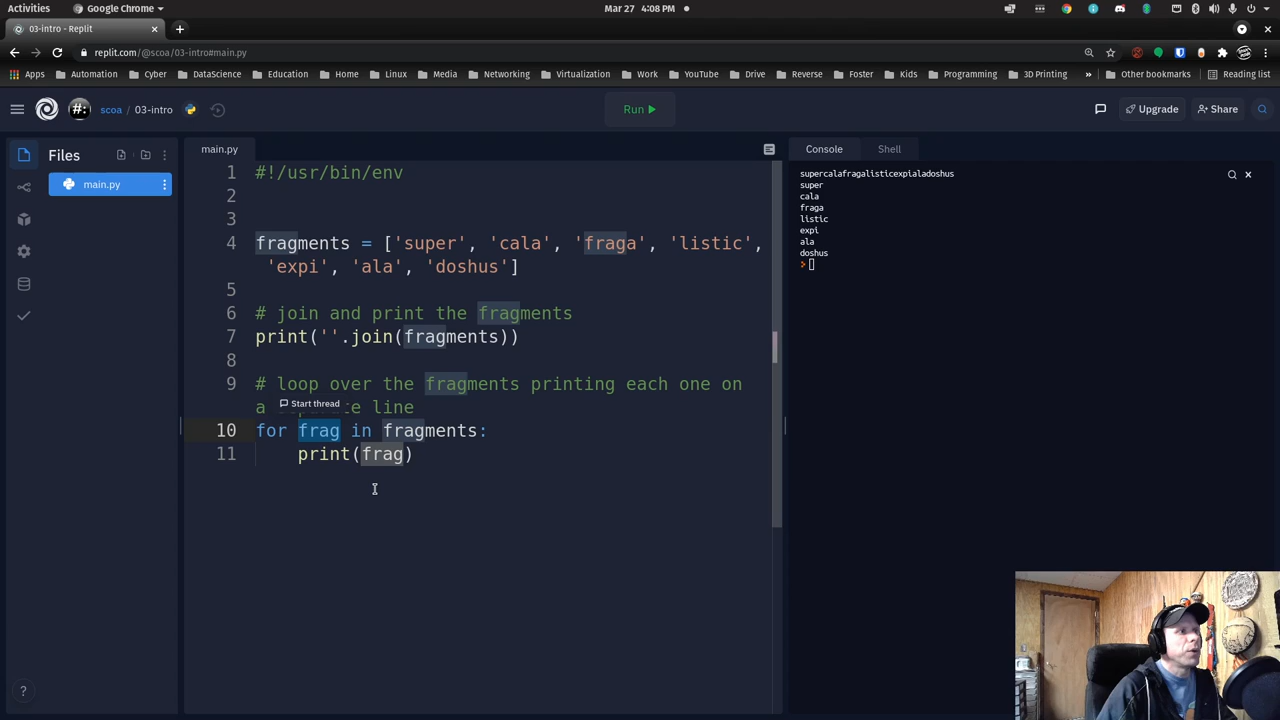 Activities
Google Chrome
Mar 27 4:08 PM
03-intro - Replit
replit.com/@scoa/03-intro#main.py
Apps Automation Cyber DataScience Education Home Linux Media Networking Virtualization Work YouTube Drive Reverse Foster Kids Programming 3D Printing » Other bookmarks Reading list
#: scoa / 03-intro
Run
Upgrade
Share
Files
main.py
main.py
Console
Shell
1 #!/usr/bin/env
2
3
4 fragments = ['super', 'cala', 'fraga', 'listic',
'expi', 'ala', 'doshus']
5
6 # join and print the fragments
7 print(''.join(fragments))
8
9 # loop over the fragments printing each one on
a separate line
Start thread
10 for frag in fragments:
11 print(frag)
supercalafragalisticexpialadoshus
super
cala
fraga
listic
expi
ala
doshus
>
?